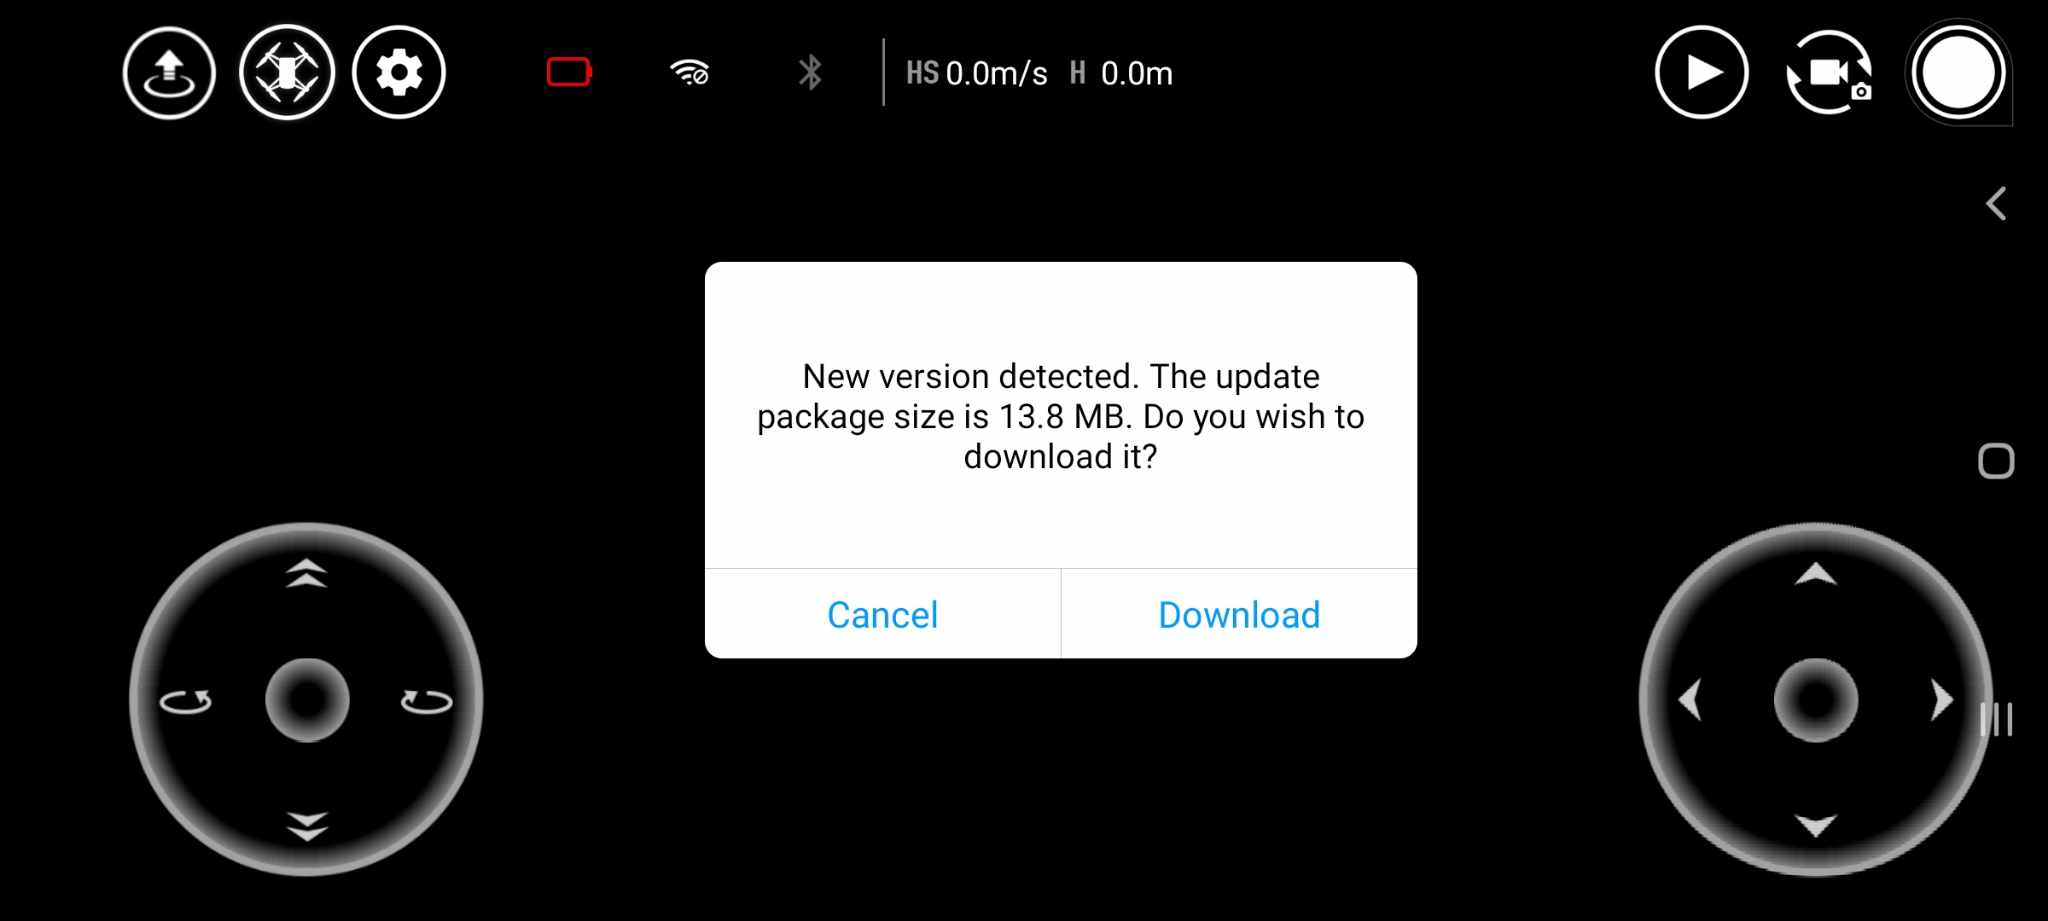 HS 0.0m/s H 0.0m
New version detected. The update
package size is 13.8 MB. Do you wish to
download it?
Cancel Download